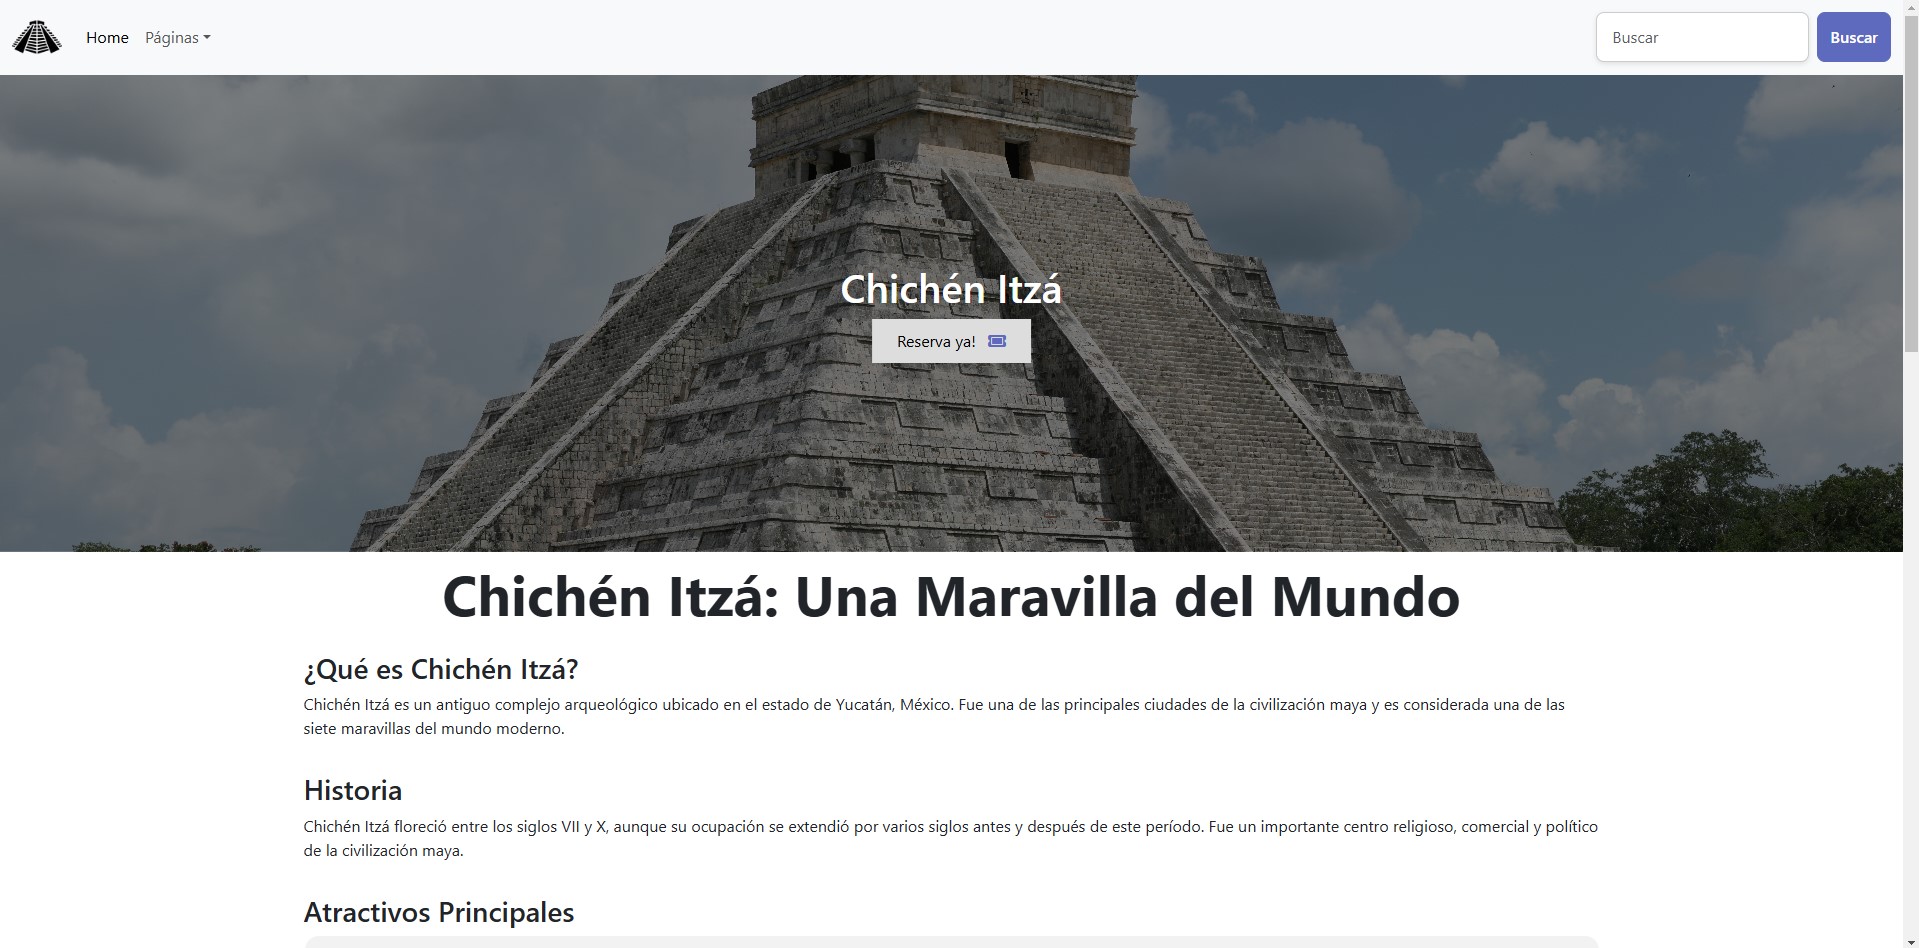 Home Páginas
Buscar Buscar
Chichén Itzá
Reserva ya!
Chichén Itzá: Una Maravilla del Mundo
¿Qué es Chichén Itzá?
Chichén Itzá es un antiguo complejo arqueológico ubicado en el estado de Yucatán, México. Fue una de las principales ciudades de la civilización maya y es considerada una de las
siete maravillas del mundo moderno.
Historia
Chichén Itzá floreció entre los siglos VII y X, aunque su ocupación se extendió por varios siglos antes y después de este período. Fue un importante centro religioso, comercial y político
de la civilización maya.
Atractivos Principales